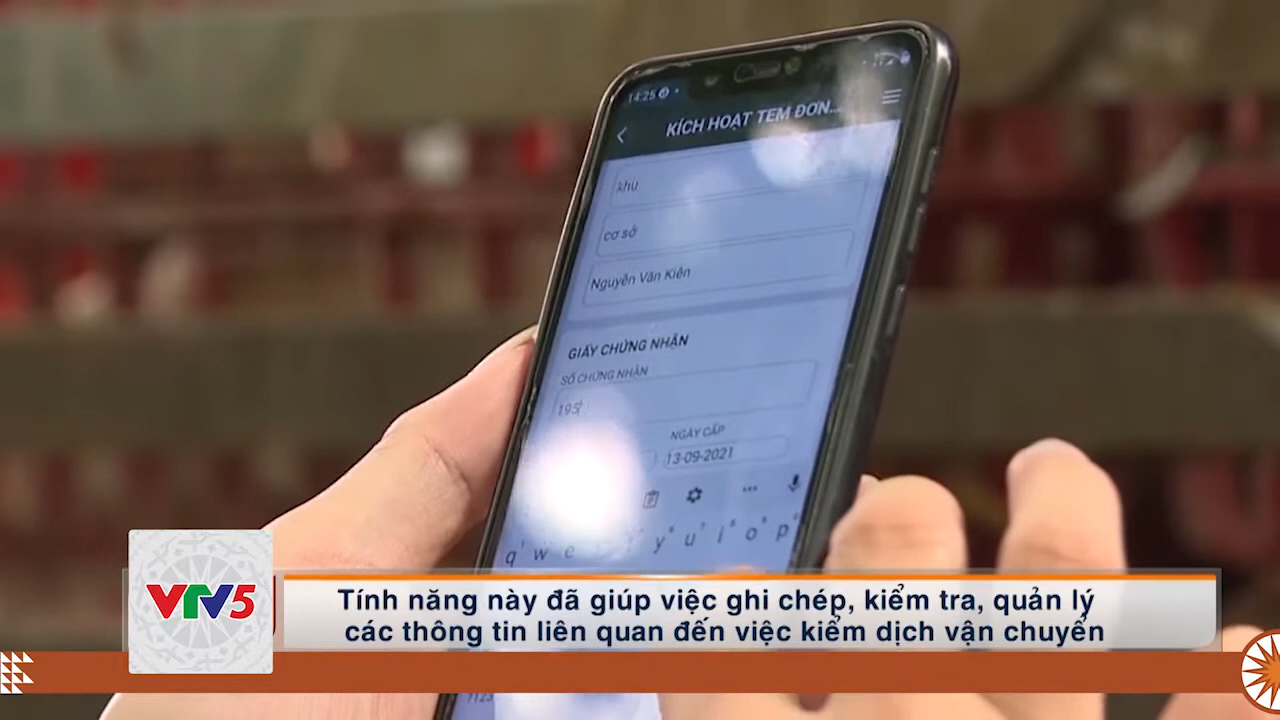 14:25
KÍCH HOẠT TEM ĐƠN...
khu
cơ sở
Nguyễn Văn Kiên
GIẤY CHỨNG NHẬN
SỐ CHỨNG NHẬN
195
NGÀY CẤP
13-09-2021
q w e y u i o p
VTV5
Tính năng này đã giúp việc ghi chép, kiểm tra, quản lý
các thông tin liên quan đến việc kiểm dịch vận chuyển